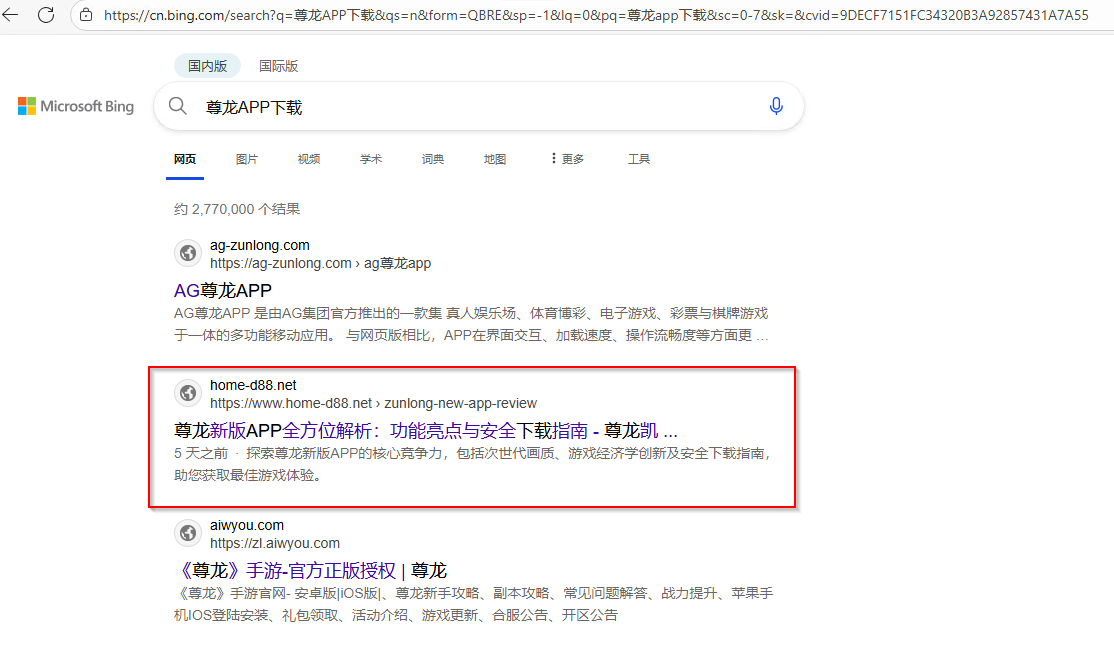 https://cn.bing.com/search?q=尊龙APP下载&qs=n&form=QBRE&sp=-1&lq=0&pq=尊龙app下载&sc=0-7&sk=&cvid=9DECF7151FC34320B3A92857431A7A55
国内版 国际版
Microsoft Bing
尊龙APP下载
网页 图片 视频 学术 词典 地图 更多 工具
约 2,770,000 个结果
ag-zunlong.com
https://ag-zunlong.com › ag尊龙app
AG尊龙APP
AG尊龙APP 是由AG集团官方推出的一款集 真人娱乐场、体育博彩、电子游戏、彩票与棋牌游戏
于一体的多功能移动应用。 与网页版相比，APP在界面交互、加载速度、操作流畅度等方面更 ...
home-d88.net
https://www.home-d88.net › zunlong-new-app-review
尊龙新版APP全方位解析：功能亮点与安全下载指南 - 尊龙凯 ...
5 天之前 · 探索尊龙新版APP的核心竞争力，包括次世代画质、游戏经济学创新及安全下载指南，
助您获取最佳游戏体验。
aiwyou.com
https://zl.aiwyou.com
《尊龙》手游-官方正版授权 | 尊龙
《尊龙》手游官网- 安卓版|iOS版|、尊龙新手攻略、副本攻略、常见问题解答、战力提升、苹果手
机IOS登陆安装、礼包领取、活动介绍、游戏更新、合服公告、开区公告